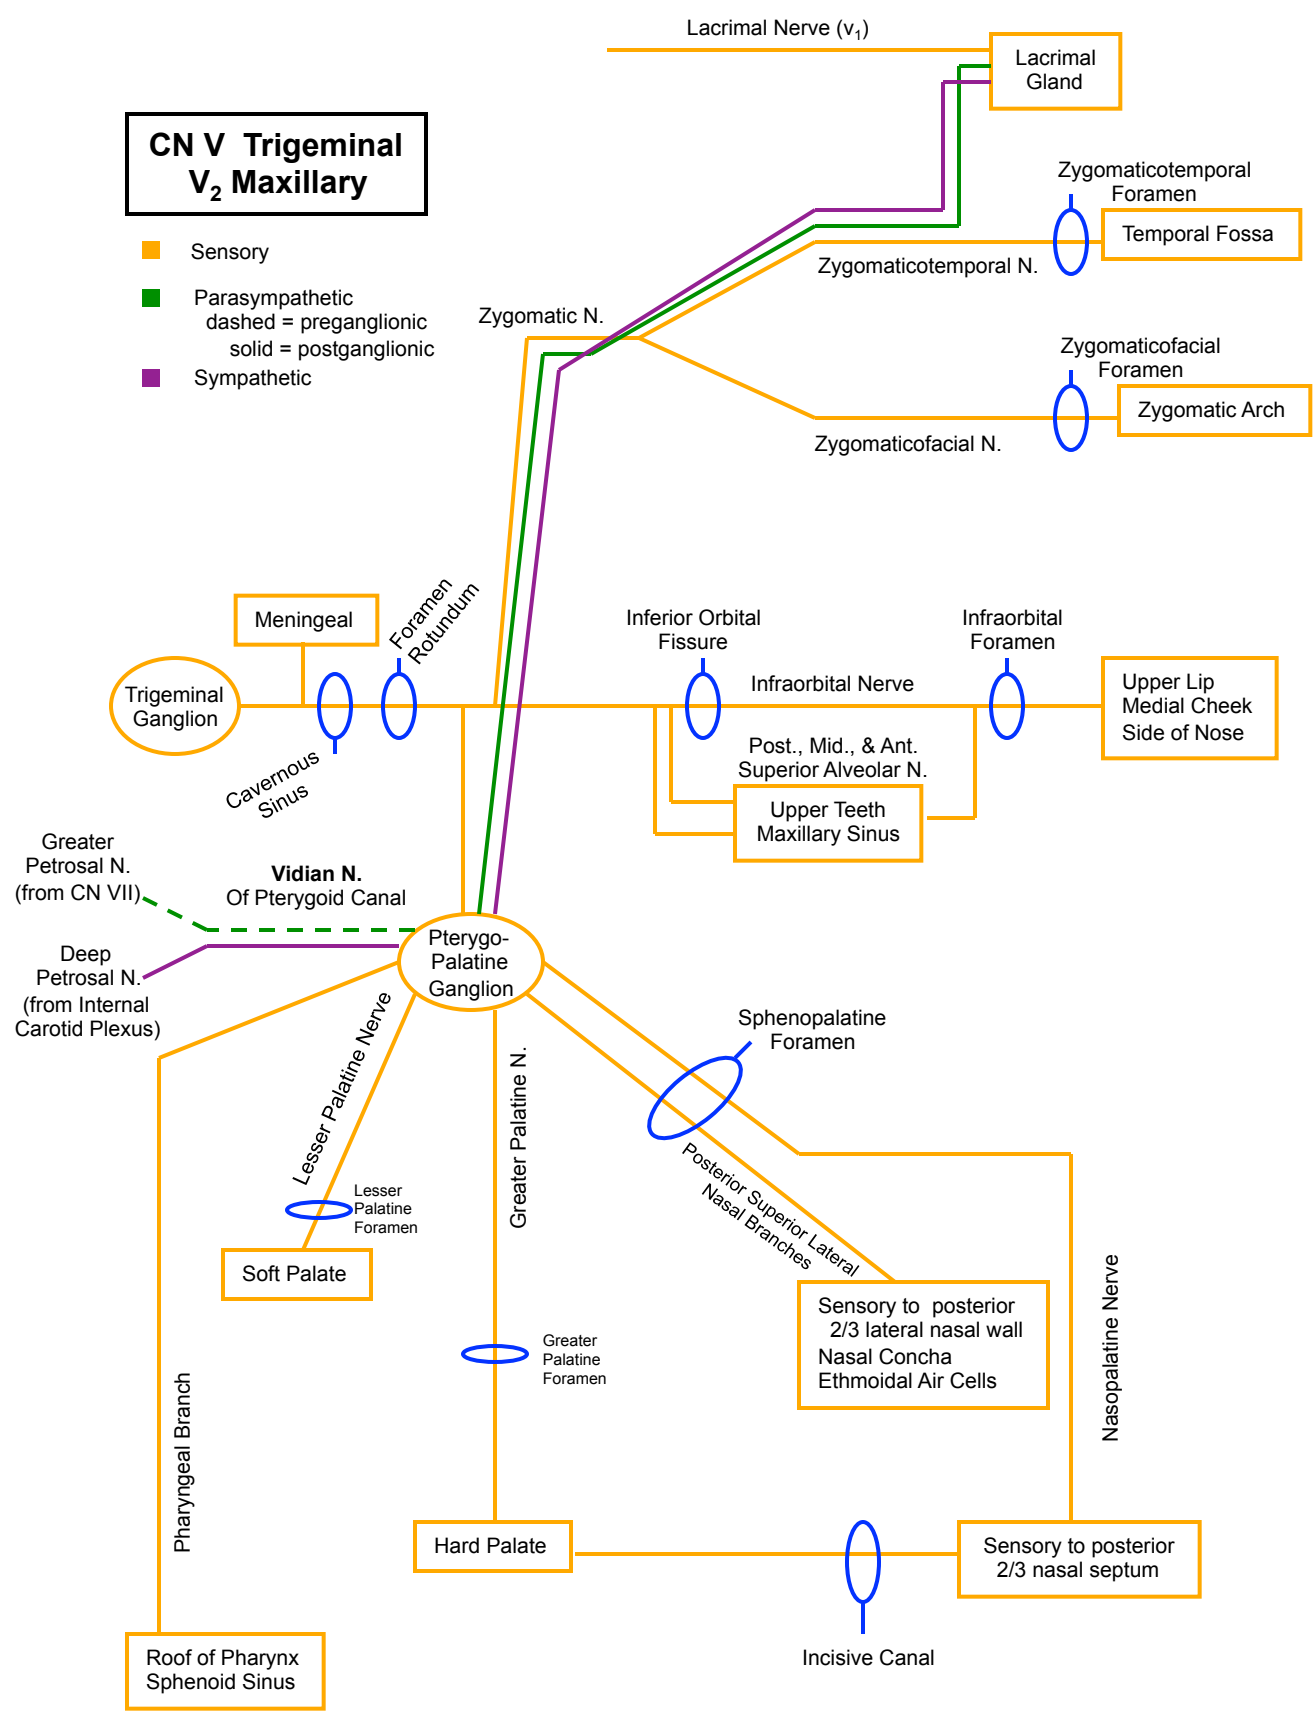 Lacrimal Nerve (v₁)
Lacrimal
Gland
CN V Trigeminal
V₂ Maxillary
Sensory
Parasympathetic
dashed = preganglionic
solid = postganglionic
Sympathetic
Zygomaticotemporal
Foramen
Temporal Fossa
Zygomaticotemporal N.
Zygomatic N.
Zygomaticofacial
Foramen
Zygomatic Arch
Zygomaticofacial N.
Meningeal
Foramen
Rotundum
Inferior Orbital
Fissure
Infraorbital
Foramen
Trigeminal
Ganglion
Infraorbital Nerve
Upper Lip
Medial Cheek
Side of Nose
Cavernous
Sinus
Post., Mid., & Ant.
Superior Alveolar N.
Upper Teeth
Maxillary Sinus
Greater
Petrosal N.
(from CN VII)
Vidian N.
Of Pterygoid Canal
Deep
Petrosal N.
(from Internal
Carotid Plexus)
Pterygo-
Palatine
Ganglion
Sphenopalatine
Foramen
Lesser Palatine Nerve
Greater Palatine N.
Lesser
Palatine
Foramen
Soft Palate
Posterior Superior Lateral
Nasal Branches
Sensory to posterior
2/3 lateral nasal wall
Nasal Concha
Ethmoidal Air Cells
Nasopalatine Nerve
Greater
Palatine
Foramen
Pharyngeal Branch
Hard Palate
Sensory to posterior
2/3 nasal septum
Incisive Canal
Roof of Pharynx
Sphenoid Sinus